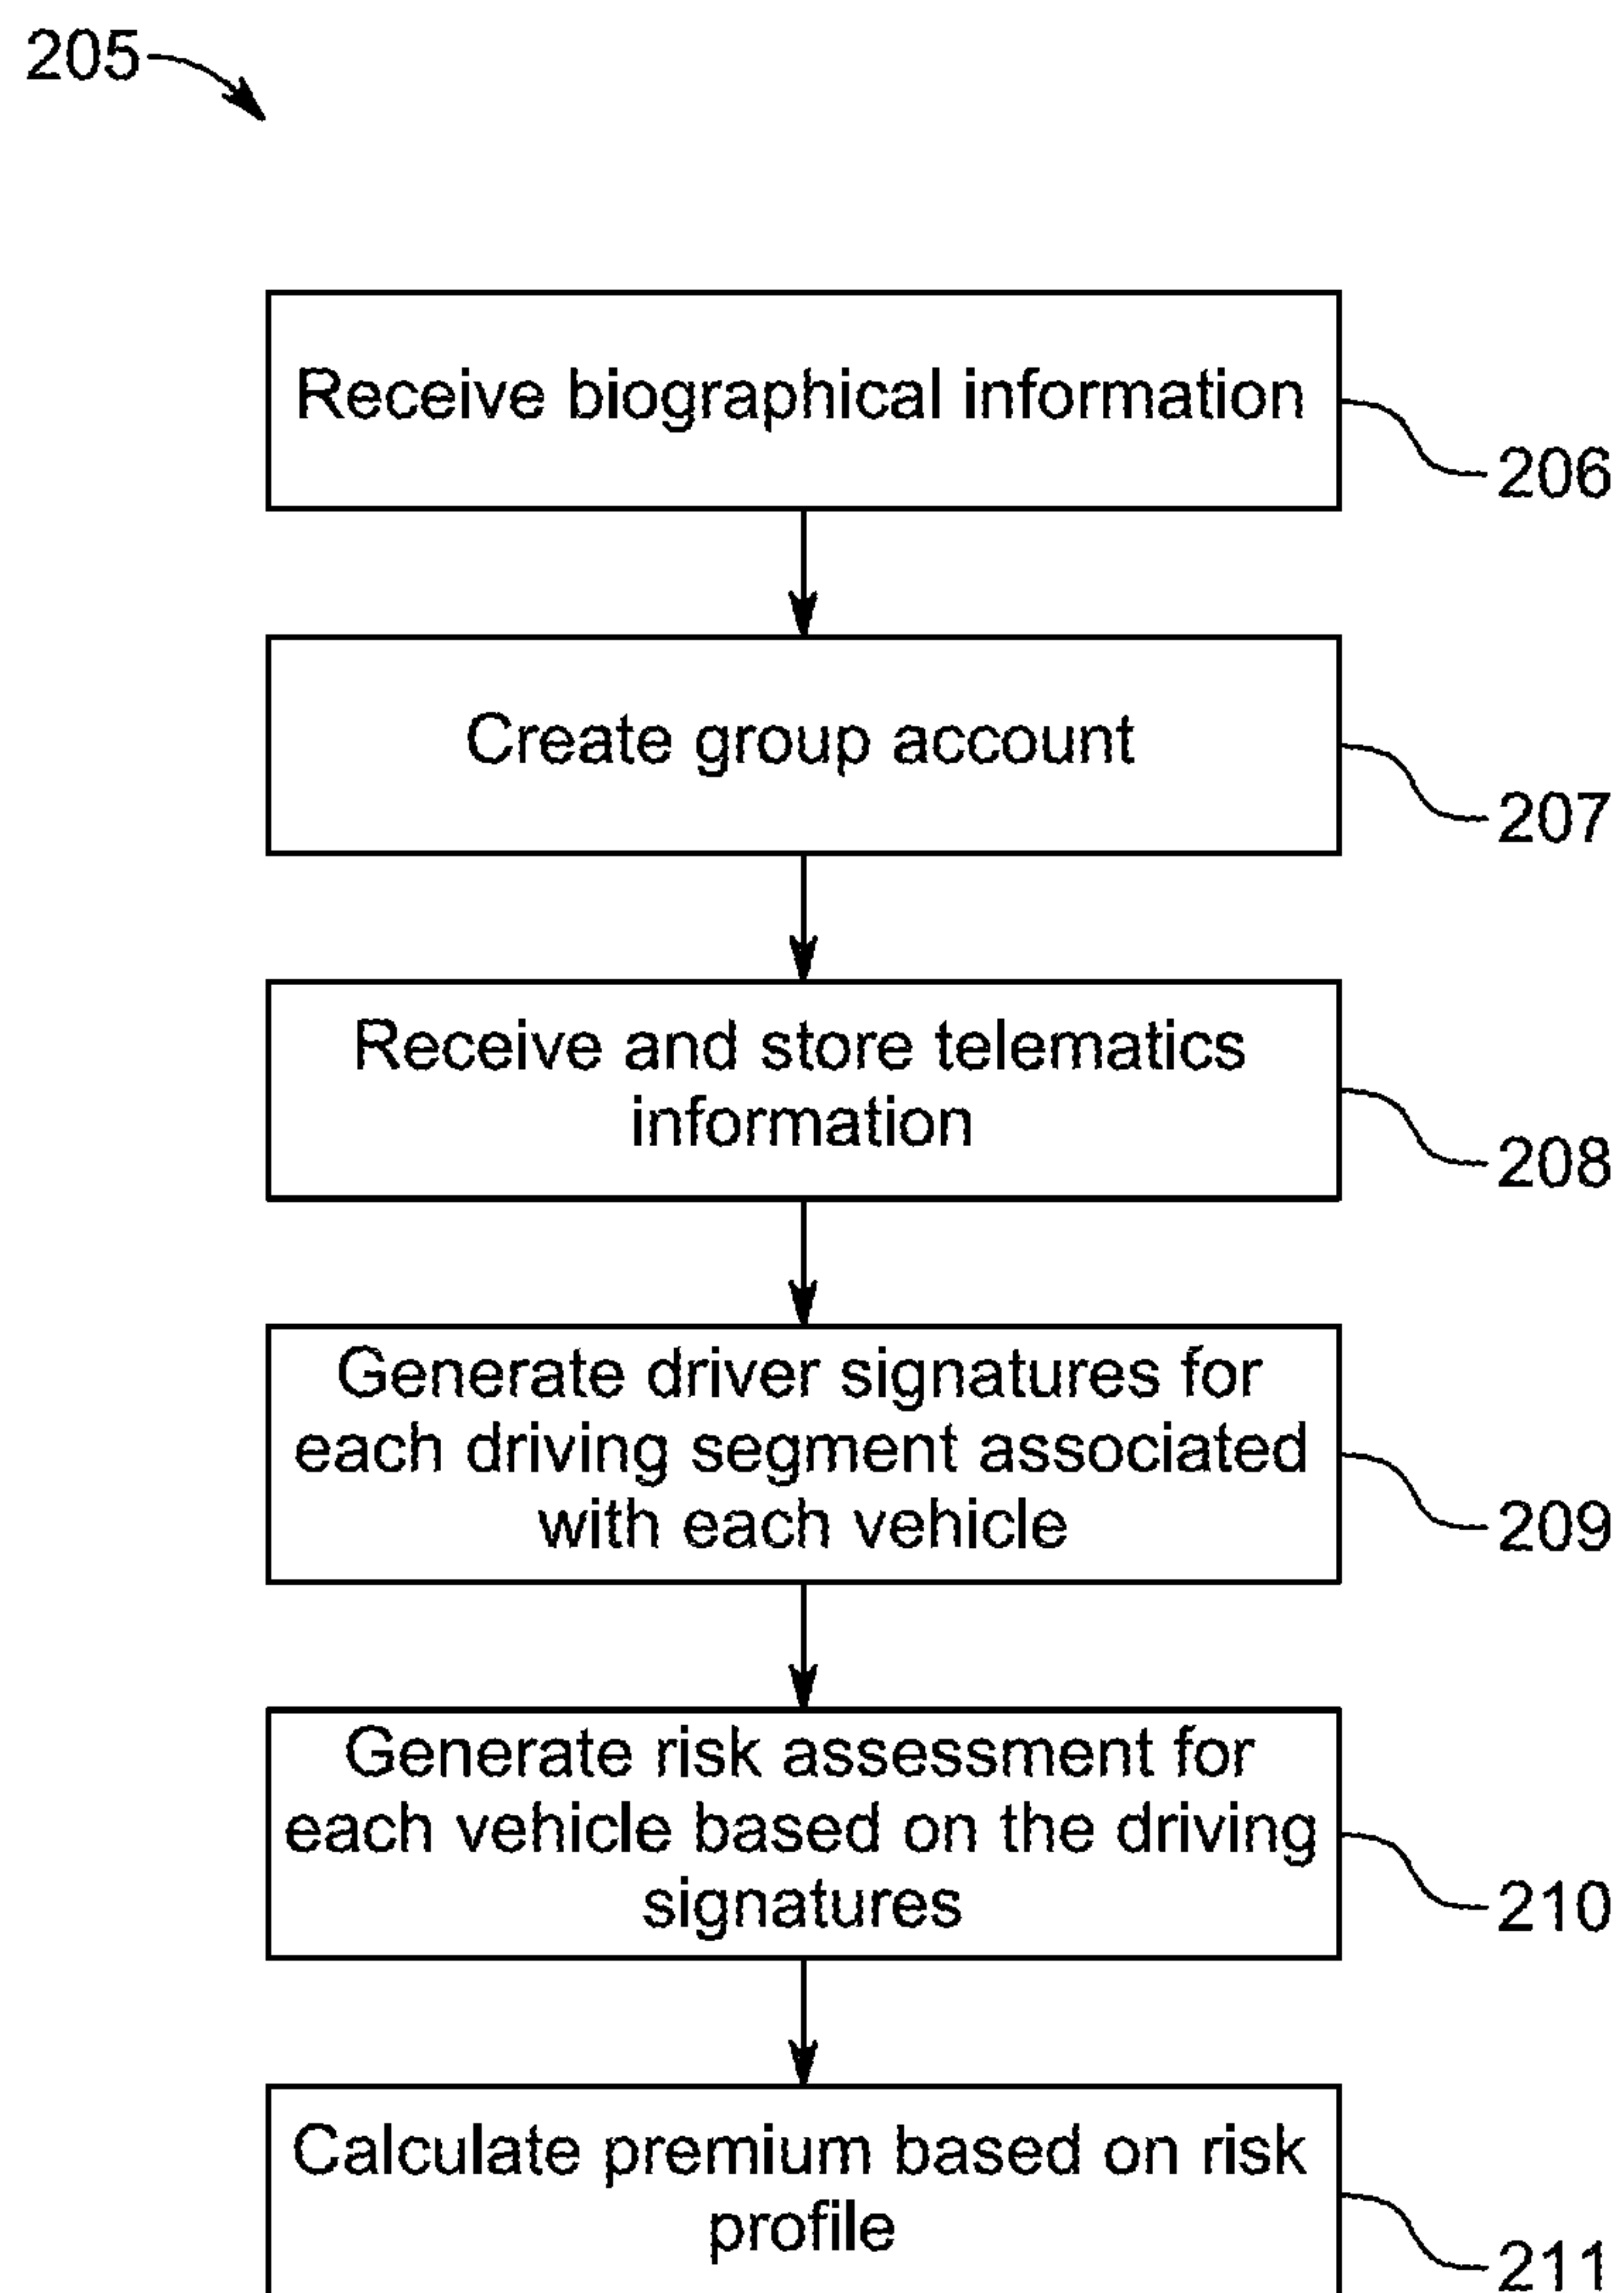 205
Receive biographical information
206
Create group account
207
Receive and store telematics
information
208
Generate driver signatures for
each driving segment associated
with each vehicle
209
Generate risk assessment for
each vehicle based on the driving
signatures
210
Calculate premium based on risk
profile
211